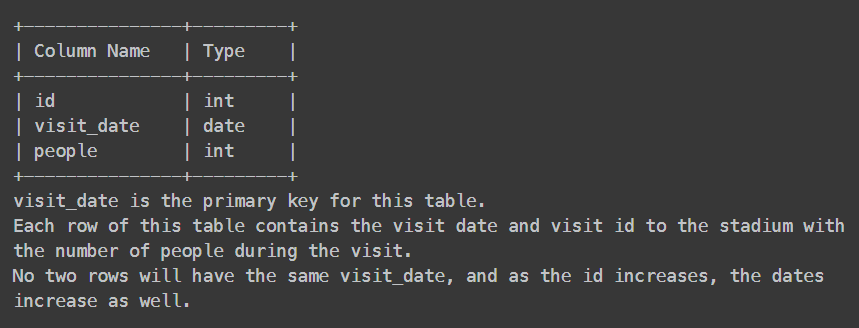 +---------------+---------+
| Column Name   | Type    |
+---------------+---------+
| id            | int     |
| visit_date    | date    |
| people        | int     |
+---------------+---------+
visit_date is the primary key for this table.
Each row of this table contains the visit date and visit id to the stadium with
the number of people during the visit.
No two rows will have the same visit_date, and as the id increases, the dates
increase as well.